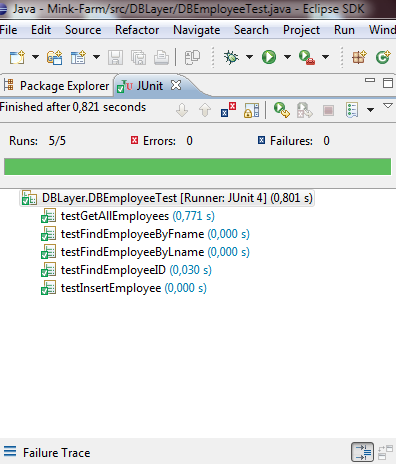 Java - Mink-Farm/src/DBLayer/DBEmployeeTest.java - Eclipse SDK
File Edit Source Refactor Navigate Search Project Run Wind
Package Explorer JUnit
Finished after 0,821 seconds
Runs: 5/5 Errors: 0 Failures: 0
DBLayer.DBEmployeeTest [Runner: JUnit 4] (0,801 s)
testGetAllEmployees (0,771 s)
testFindEmployeeByFname (0,000 s)
testFindEmployeeByLname (0,000 s)
testFindEmployeeID (0,030 s)
testInsertEmployee (0,000 s)
Failure Trace